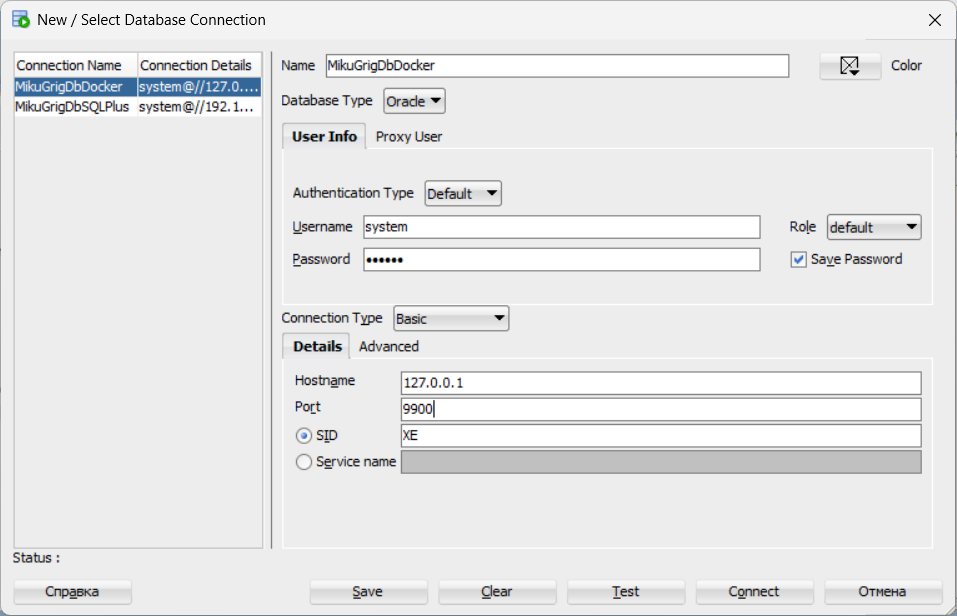 New / Select Database Connection
Connection Name Connection Details
MikuGrigDbDocker system@//127.0....
MikuGrigDbSQLPlus system@//192.1...
Name MikuGrigDbDocker Color
Database Type Oracle
User Info Proxy User
Authentication Type Default
Username system Role default
Password •••••• Save Password
Connection Type Basic
Details Advanced
Hostname 127.0.0.1
Port 9900
SID XE
Service name
Status :
Справка Save Clear Test Connect Отмена